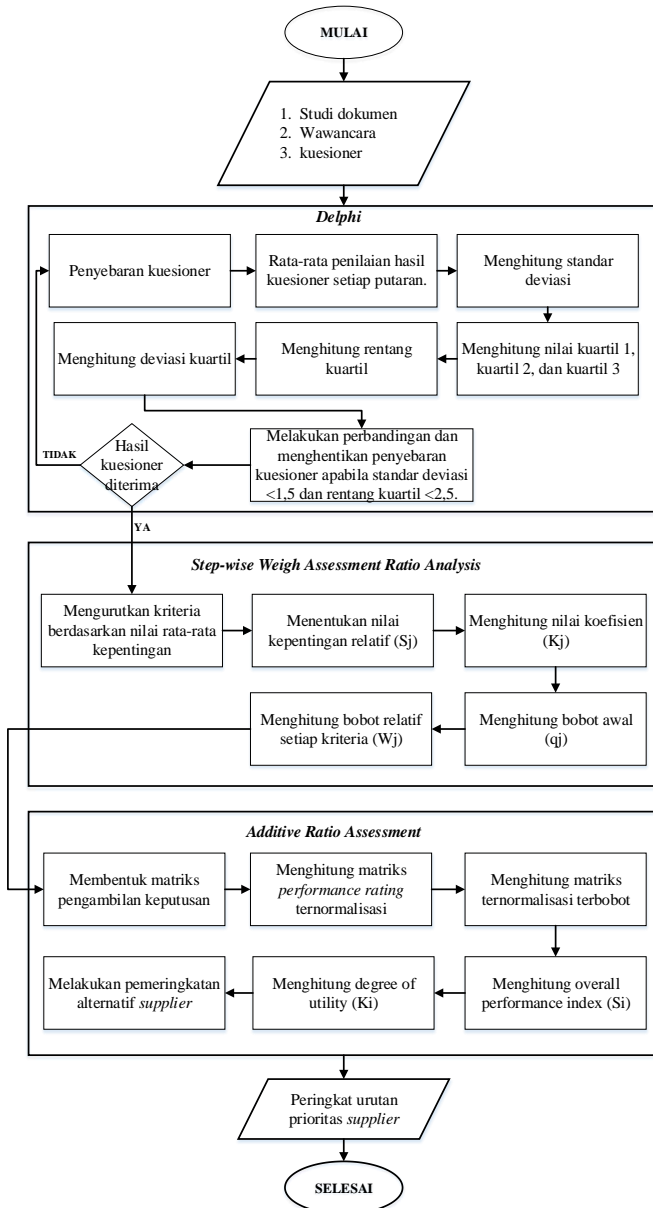 MULAI
1. Studi dokumen
2. Wawancara
3. kuesioner
Delphi
Penyebaran kuesioner
Rata-rata penilaian hasil
kuesioner setiap putaran.
Menghitung standar
deviasi
Menghitung deviasi kuartil
Menghitung rentang
kuartil
Menghitung nilai kuartil 1,
kuartil 2, dan kuartil 3
TIDAK
Hasil
kuesioner
diterima
Melakukan perbandingan dan
menghentikan penyebaran
kuesioner apabila standar deviasi
<1,5 dan rentang kuartil <2,5.
YA
Step-wise Weigh Assessment Ratio Analysis
Mengurutkan kriteria
berdasarkan nilai rata-rata
kepentingan
Menentukan nilai
kepentingan relatif (Sj)
Menghitung nilai koefisien
(Kj)
Menghitung bobot relatif
setiap kriteria (Wj)
Menghitung bobot awal
(qj)
Additive Ratio Assessment
Membentuk matriks
pengambilan keputusan
Menghitung matriks
performance rating
ternormalisasi
Menghitung matriks
ternormalisasi terbobot
Melakukan pemeringkatan
alternatif supplier
Menghitung degree of
utility (Ki)
Menghitung overall
performance index (Si)
Peringkat urutan
prioritas supplier
SELESAI